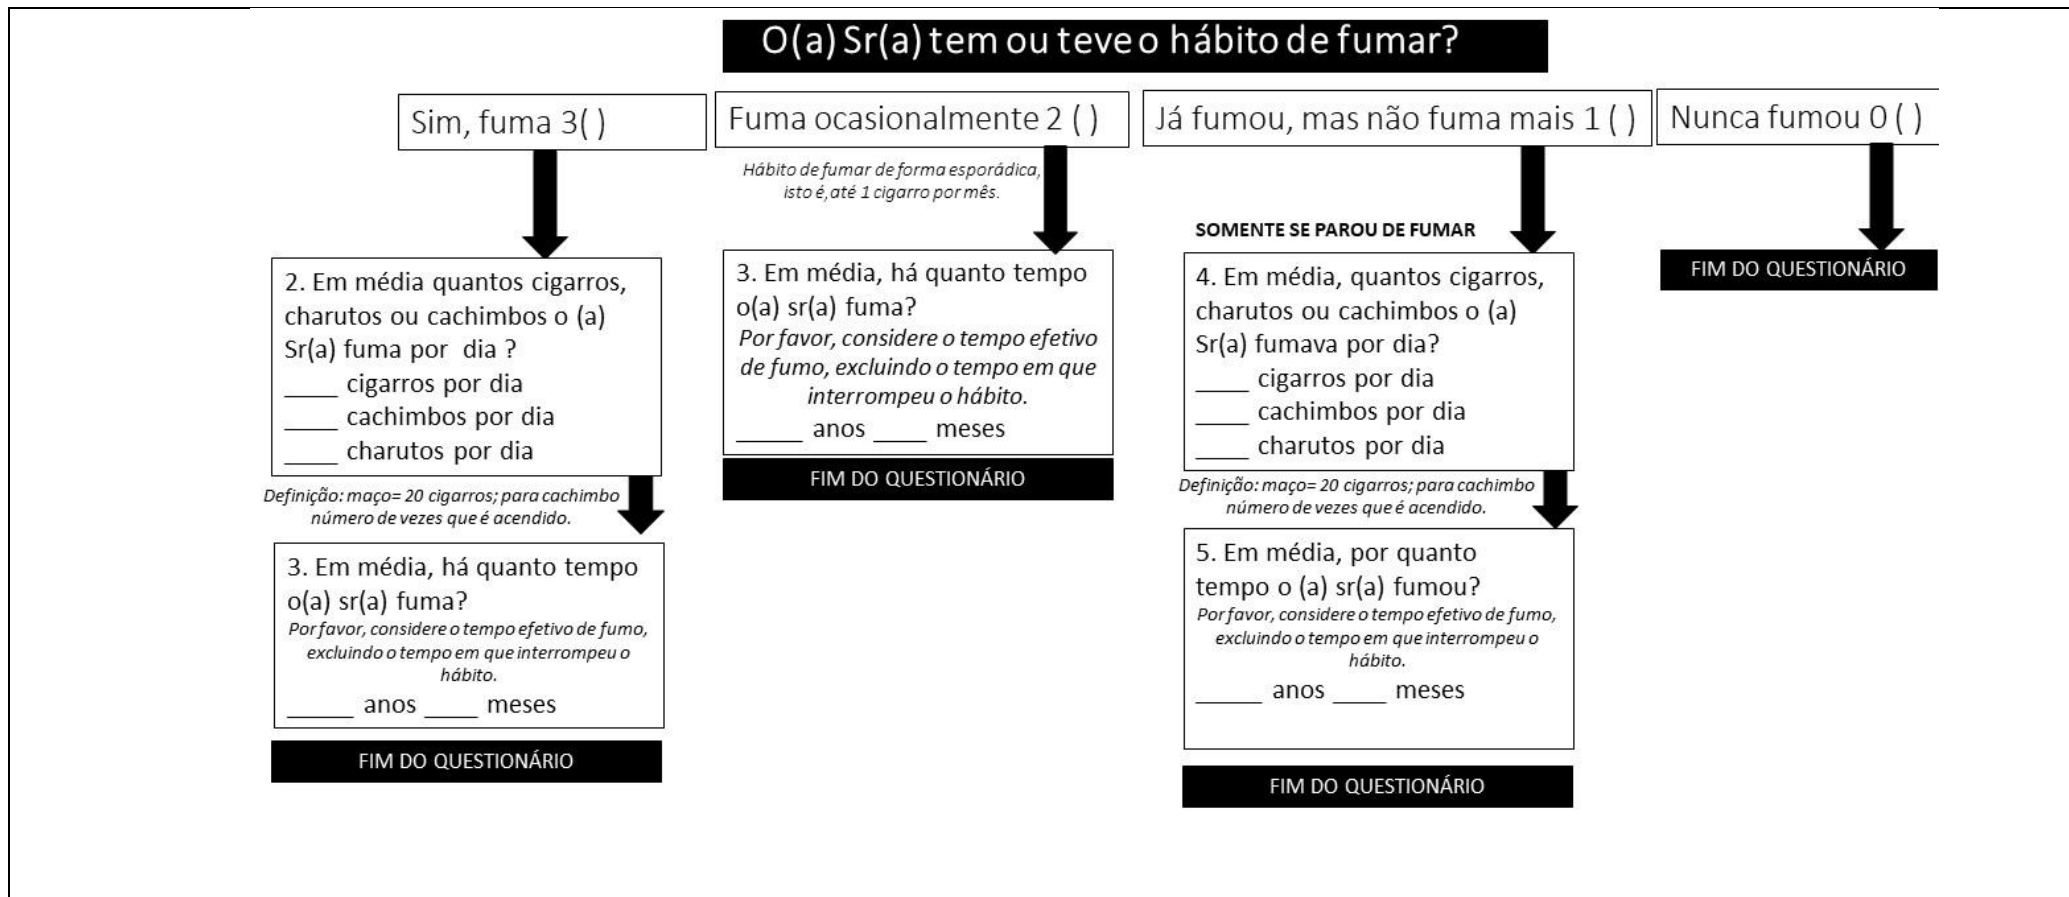 O(a) Sr(a) tem ou teve o hábito de fumar?
Sim, fuma 3( )
Fuma ocasionalmente 2 ( )
Já fumou, mas não fuma mais 1 ( )
Nunca fumou 0 ( )
Hábito de fumar de forma esporádica,
isto é, até 1 cigarro por mês.
2. Em média quantos cigarros,
charutos ou cachimbos o (a)
Sr(a) fuma por dia ?
____ cigarros por dia
____ cachimbos por dia
____ charutos por dia
Definição: maço= 20 cigarros; para cachimbo
número de vezes que é acendido.
3. Em média, há quanto tempo
o(a) sr(a) fuma?
Por favor, considere o tempo efetivo de fumo,
excluindo o tempo em que interrompeu o
hábito.
_____ anos ____ meses
FIM DO QUESTIONÁRIO
3. Em média, há quanto tempo
o(a) sr(a) fuma?
Por favor, considere o tempo efetivo
de fumo, excluindo o tempo em que
interrompeu o hábito.
_____ anos ____ meses
FIM DO QUESTIONÁRIO
SOMENTE SE PAROU DE FUMAR
4. Em média, quantos cigarros,
charutos ou cachimbos o (a)
Sr(a) fumava por dia?
____ cigarros por dia
____ cachimbos por dia
____ charutos por dia
Definição: maço= 20 cigarros; para cachimbo
número de vezes que é acendido.
5. Em média, por quanto
tempo o (a) sr(a) fumou?
Por favor, considere o tempo efetivo de fumo,
excluindo o tempo em que interrompeu o
hábito.
_____ anos ____ meses
FIM DO QUESTIONÁRIO
FIM DO QUESTIONÁRIO